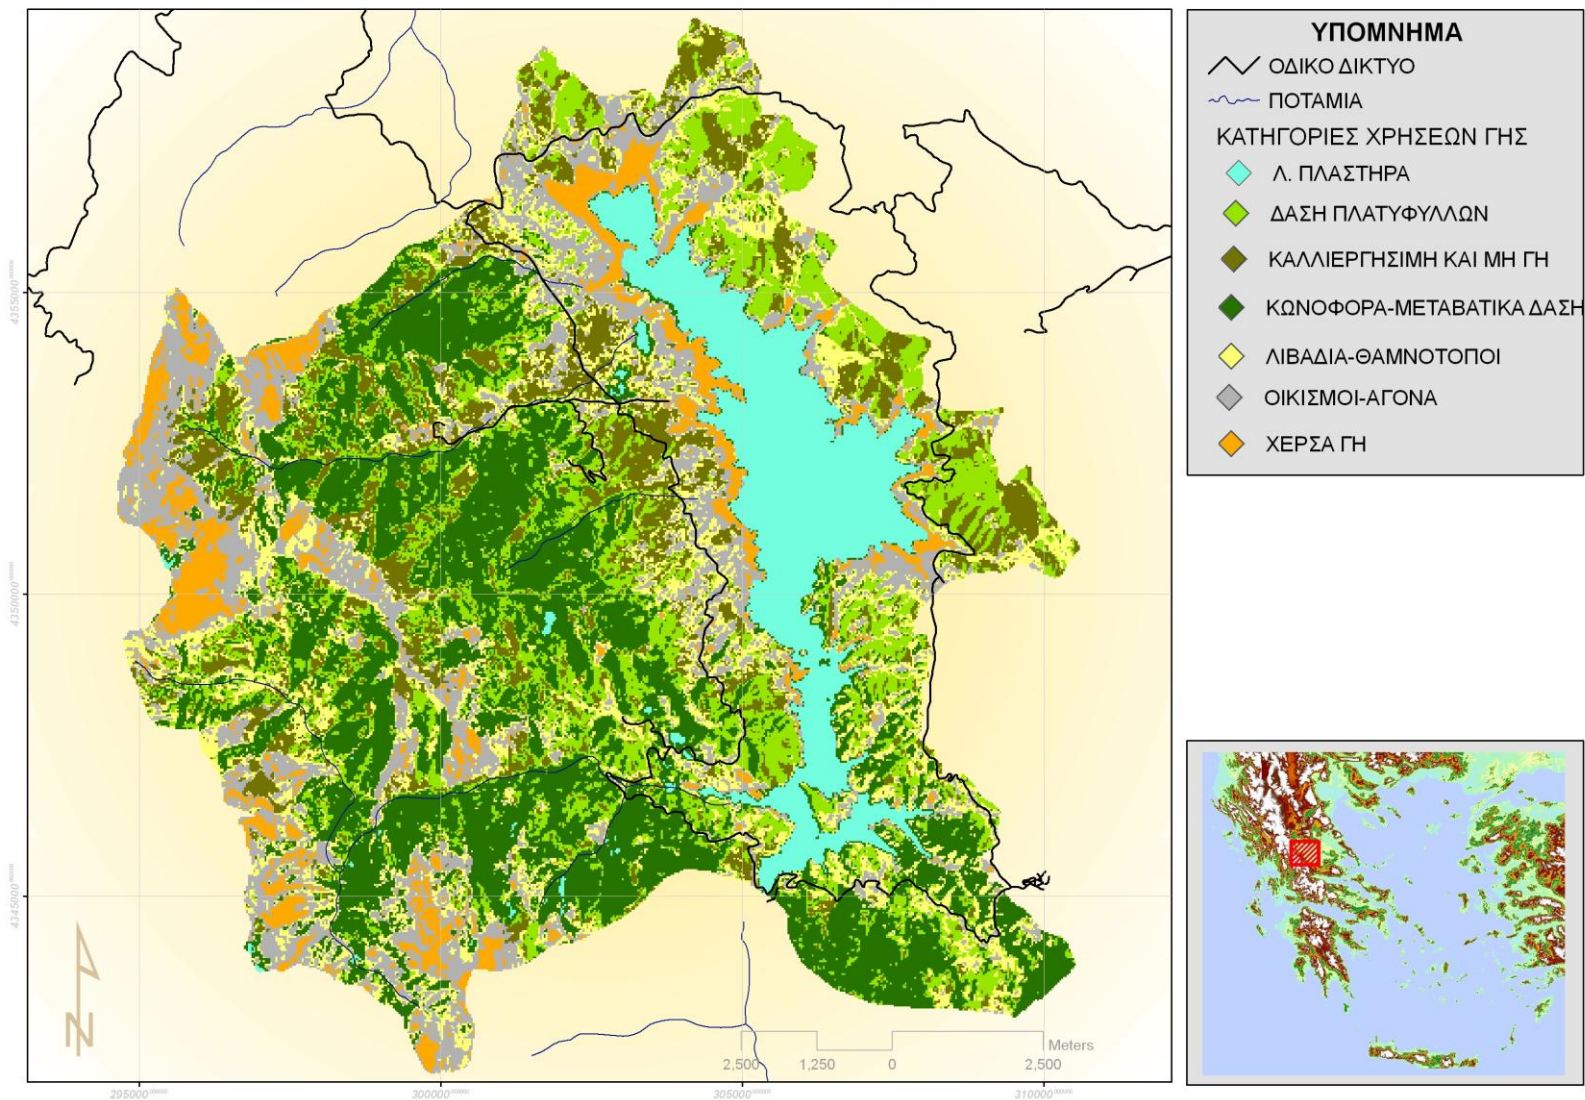 ΥΠΟΜΝΗΜΑ
ΟΔΙΚΟ ΔΙΚΤΥΟ
ΠΟΤΑΜΙΑ
ΚΑΤΗΓΟΡΙΕΣ ΧΡΗΣΕΩΝ ΓΗΣ
Λ. ΠΛΑΣΤΗΡΑ
ΔΑΣΗ ΠΛΑΤΥΦΥΛΛΩΝ
ΚΑΛΛΙΕΡΓΗΣΙΜΗ ΚΑΙ ΜΗ ΓΗ
ΚΩΝΟΦΟΡΑ-ΜΕΤΑΒΑΤΙΚΑ ΔΑΣΗ
ΛΙΒΑΔΙΑ-ΘΑΜΝΟΤΟΠΟΙ
ΟΙΚΙΣΜΟΙ-ΑΓΟΝΑ
ΧΕΡΣΑ ΓΗ
4355000
4350000
4345000
N
Meters
2,500 1,250 0 2,500
295000 300000 305000 310000